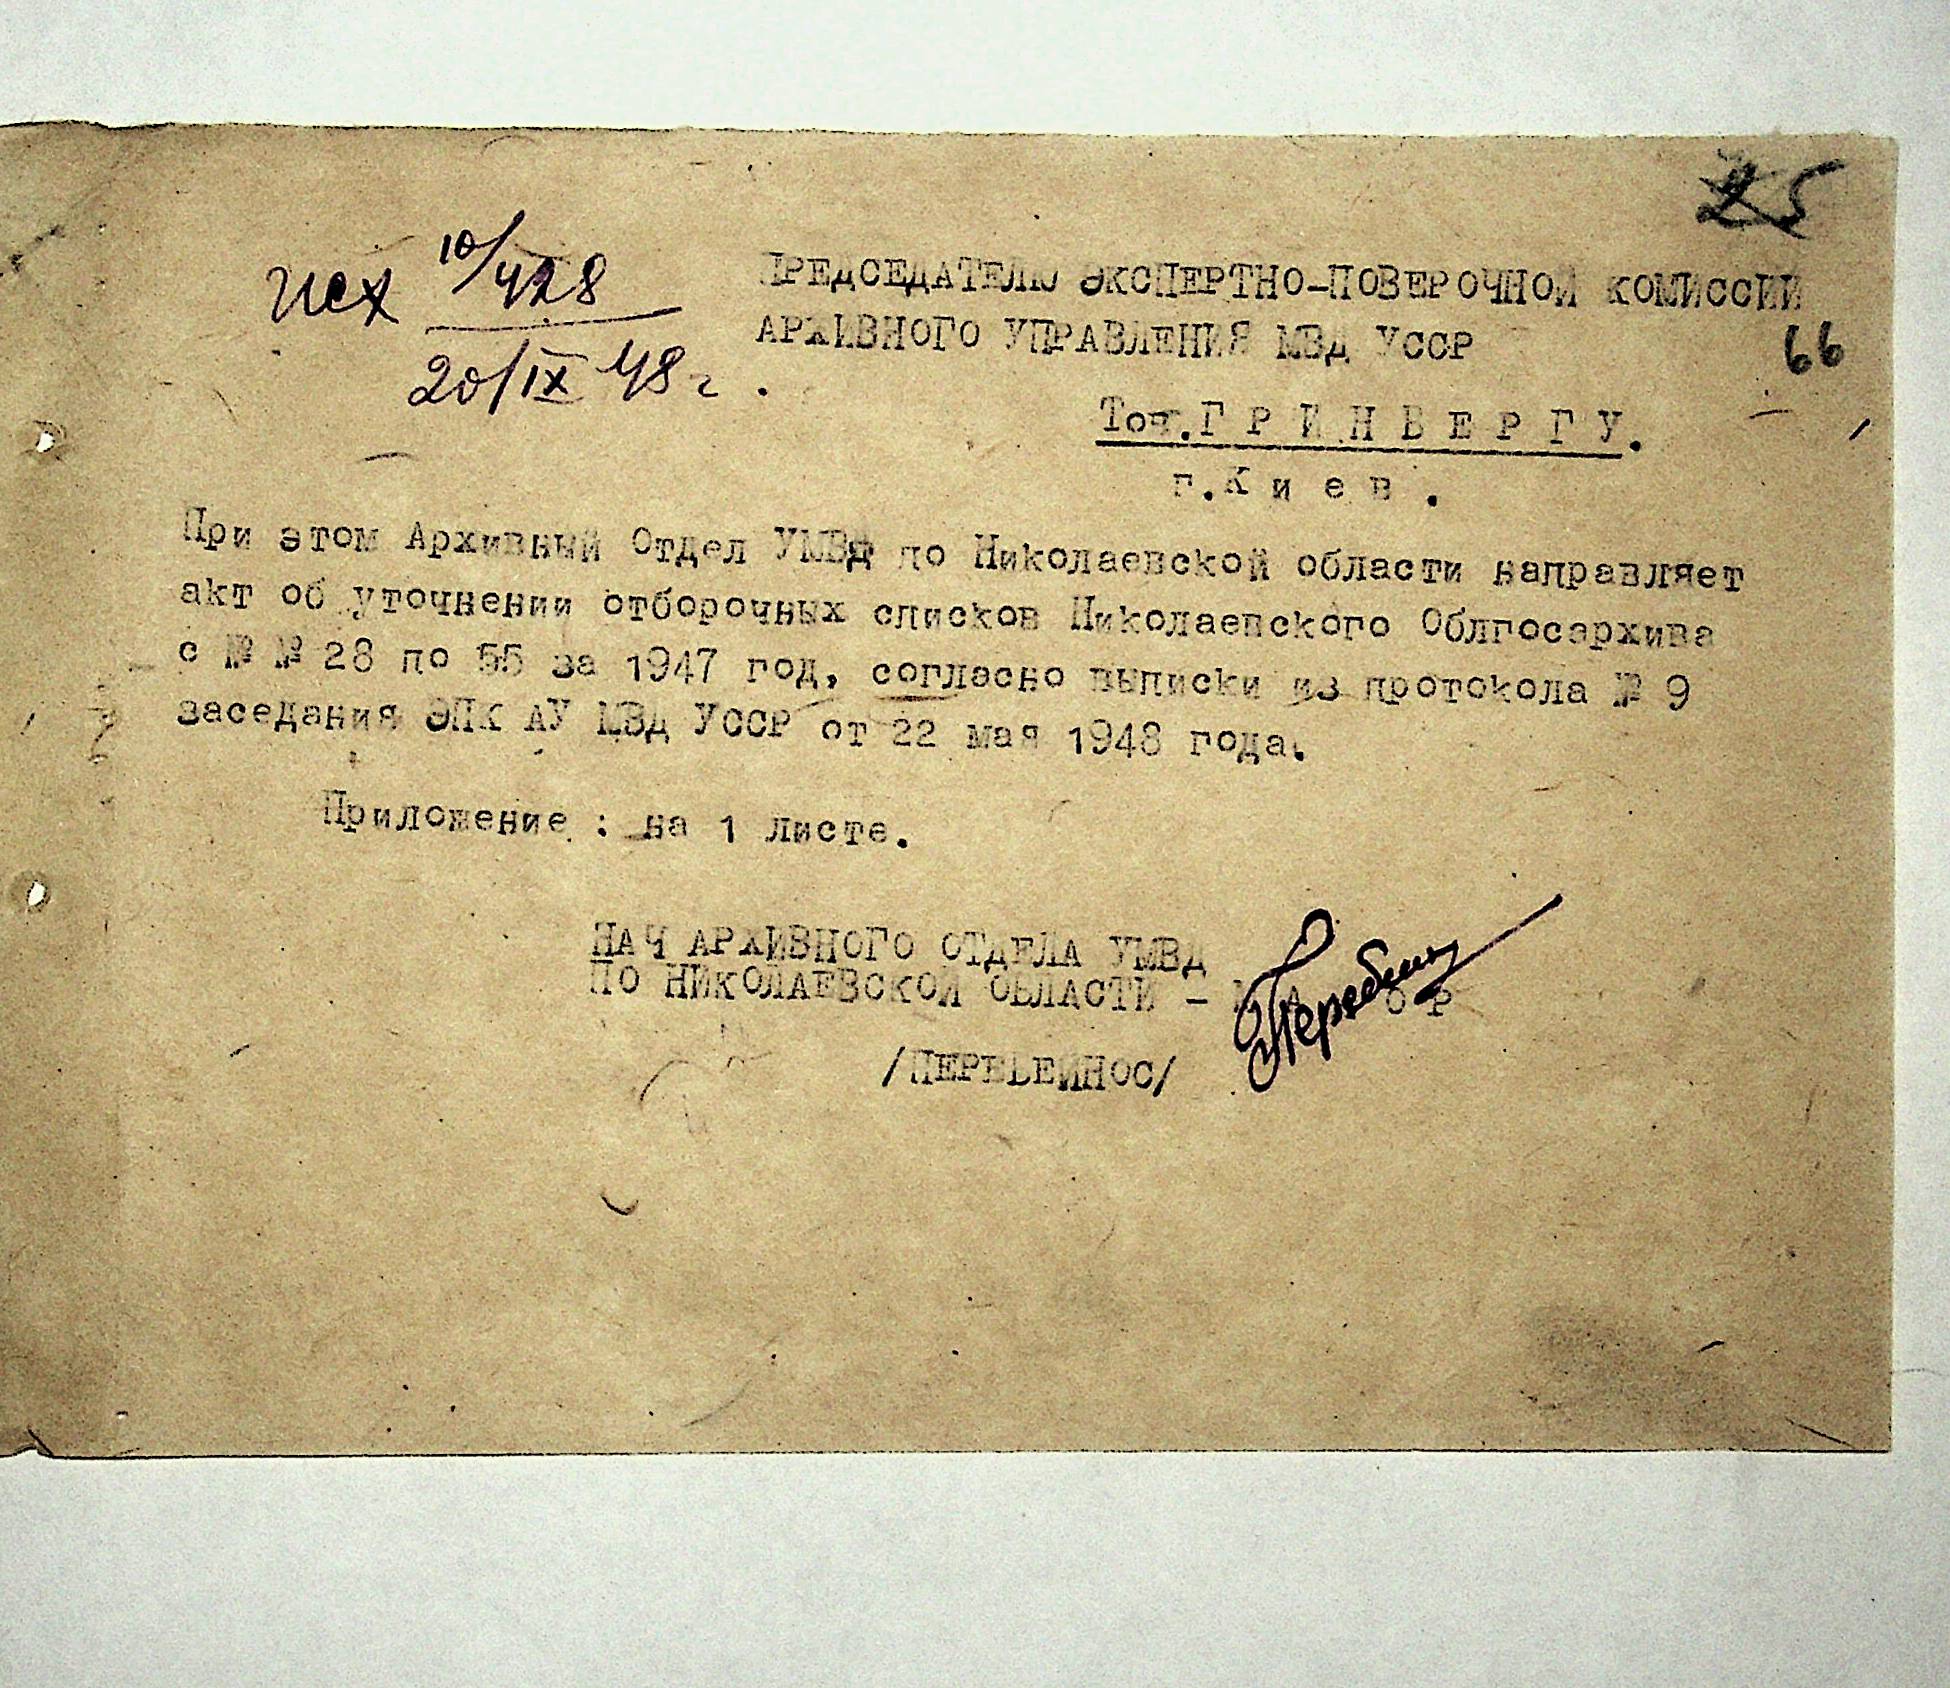 25
исх 10/428
20/IX 48 г.
ПРЕДСЕДАТЕЛЮ ЭКСПЕРТНО-ПОВЕРОЧНОЙ КОМИССИИ
АРХИВНОГО УПРАВЛЕНИЯ МВД УССР
66
Тов.ГРИНБЕРГУ.
г.Киев.
При этом Архивный Отдел УМВД по Николаевской области направляет
акт об уточнении отборочных списков Николаевского Облгосархива
с №№ 28 по 55 за 1947 год, согласно выписки из протокола № 9
заседания ЭПК АУ МВД УССР от 22 мая 1948 года.
Приложение : на 1 листе.
НАЧ АРХИВНОГО ОТДЕЛА УМВД
ПО НИКОЛАЕВСКОЙ ОБЛАСТИ -
/ПЕРЕБЕЙНОС/